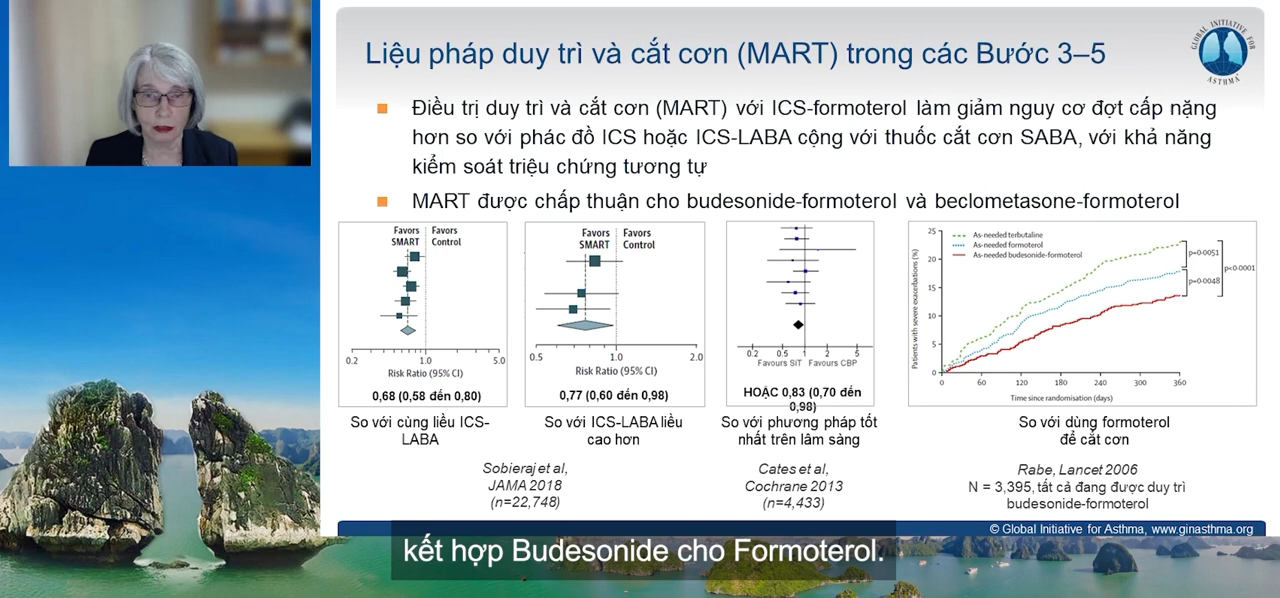 Liệu pháp duy trì và cắt cơn (MART) trong các Bước 3–5
GLOBAL INITIATIVE FOR ASTHMA
Điều trị duy trì và cắt cơn (MART) với ICS-formoterol làm giảm nguy cơ đợt cấp nặng
hơn so với phác đồ ICS hoặc ICS-LABA cộng với thuốc cắt cơn SABA, với khả năng
kiểm soát triệu chứng tương tự
MART được chấp thuận cho budesonide-formoterol và beclometasone-formoterol
Favors Favors
SMART Control
0.2 1.0 5.0
Risk Ratio (95% CI)
0,68 (0,58 đến 0,80)
So với cùng liều ICS-
LABA
Favors Favors
SMART Control
0.5 1.0 2.0
Risk Ratio (95% CI)
0,77 (0,60 đến 0,98)
So với ICS-LABA liều
cao hơn
Sobieraj et al,
JAMA 2018
(n=22,748)
0.2 0.5 1 2 5
Favours SiT Favours CBP
HOẶC 0,83 (0,70 đến
0,98)
So với phương pháp tốt
nhất trên lâm sàng
Cates et al,
Cochrane 2013
(n=4,433)
As-needed terbutaline
As-needed formoterol
As-needed budesonide-formoterol
Patients with severe exacerbations (%)
25
20
15
10
5
0
p=0·0051
p=0·0048
p<0·0001
0 60 120 180 240 300 360
Time since randomisation (days)
So với dùng formoterol
để cắt cơn
Rabe, Lancet 2006
N = 3,395, tất cả đang được duy trì
budesonide-formoterol
© Global Initiative for Asthma, www.ginasthma.org
kết hợp Budesonide cho Formoterol.